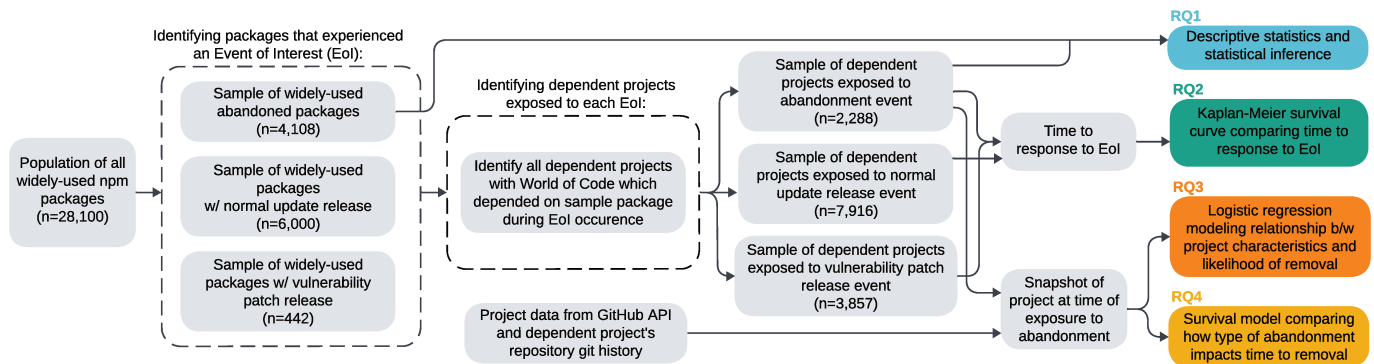 Identifying packages that experienced
an Event of Interest (EoI):
Population of all
widely-used npm
packages
(n=28,100)
Sample of widely-used
abandoned packages
(n=4,108)
Sample of widely-used
packages
w/ normal update release
(n=6,000)
Sample of widely-used
packages w/ vulnerability
patch release
(n=442)
Identifying dependent projects
exposed to each EoI:
Identify all dependent projects
with World of Code which
depended on sample package
during EoI occurence
Project data from GitHub API
and dependent project's
repository git history
Sample of dependent
projects exposed to
abandonment event
(n=2,288)
Sample of dependent
projects exposed to normal
update release event
(n=7,916)
Sample of dependent projects
exposed to vulnerability patch
release event
(n=3,857)
Time to
response to EoI
Snapshot of
project at time of
exposure to
abandonment
RQ1
Descriptive statistics and
statistical inference
RQ2
Kaplan-Meier survival
curve comparing time to
response to EoI
RQ3
Logistic regression
modeling relationship b/w
project characteristics and
likelihood of removal
RQ4
Survival model comparing
how type of abandonment
impacts time to removal